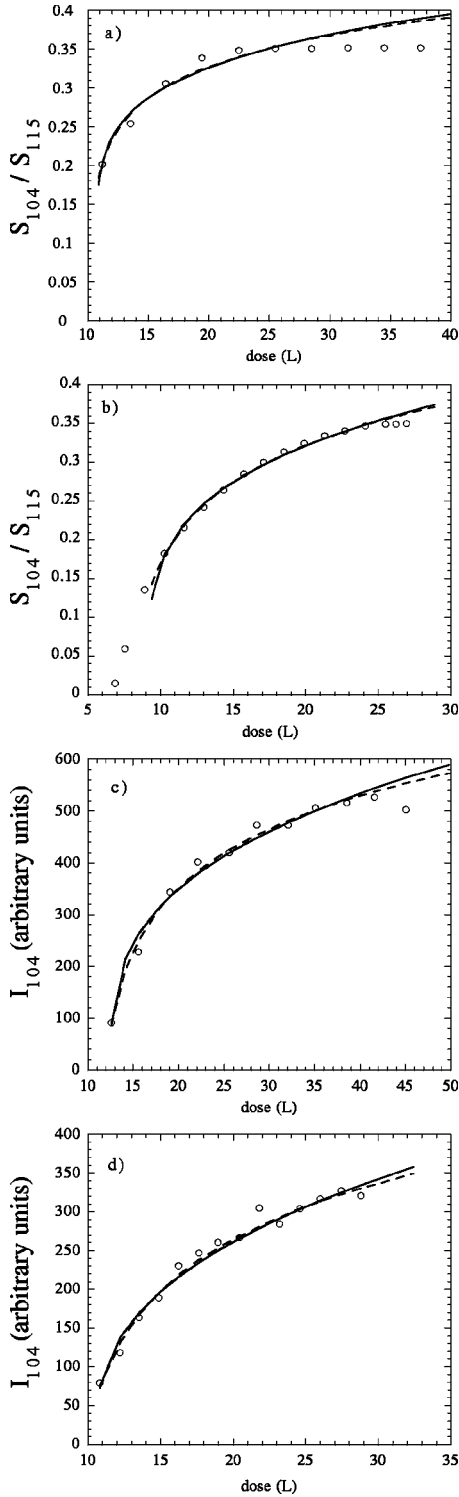 a)
0.4
0.35
0.3
0.25
0.2
0.15
0.1
0.05
0
S104 / S115
10 15 20 25 30 35 40
dose (L)
b)
0.4
0.35
0.3
0.25
0.2
0.15
0.1
0.05
0
S104 / S115
5 10 15 20 25 30
dose (L)
c)
600
500
400
300
200
100
0
I104 (arbitrary units)
10 15 20 25 30 35 40 45 50
dose (L)
d)
400
350
300
250
200
150
100
50
0
I104 (arbitrary units)
10 15 20 25 30 35
dose (L)